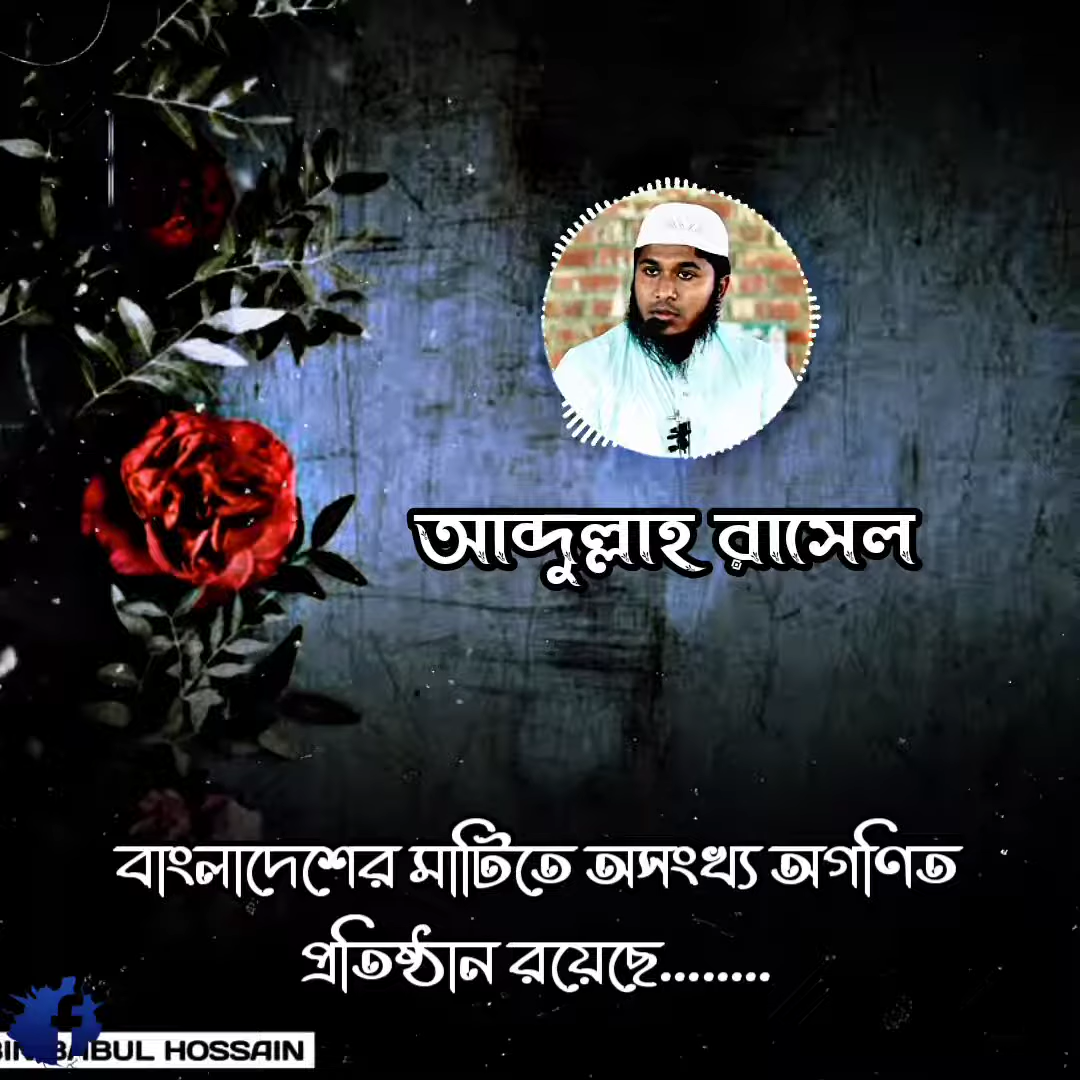 আব্দুল্লাহ রাসেল
বাংলাদেশের মাটিতে অসংখ্য অগণিত
প্রতিষ্ঠান রয়েছে........
BABUL HOSSAIN